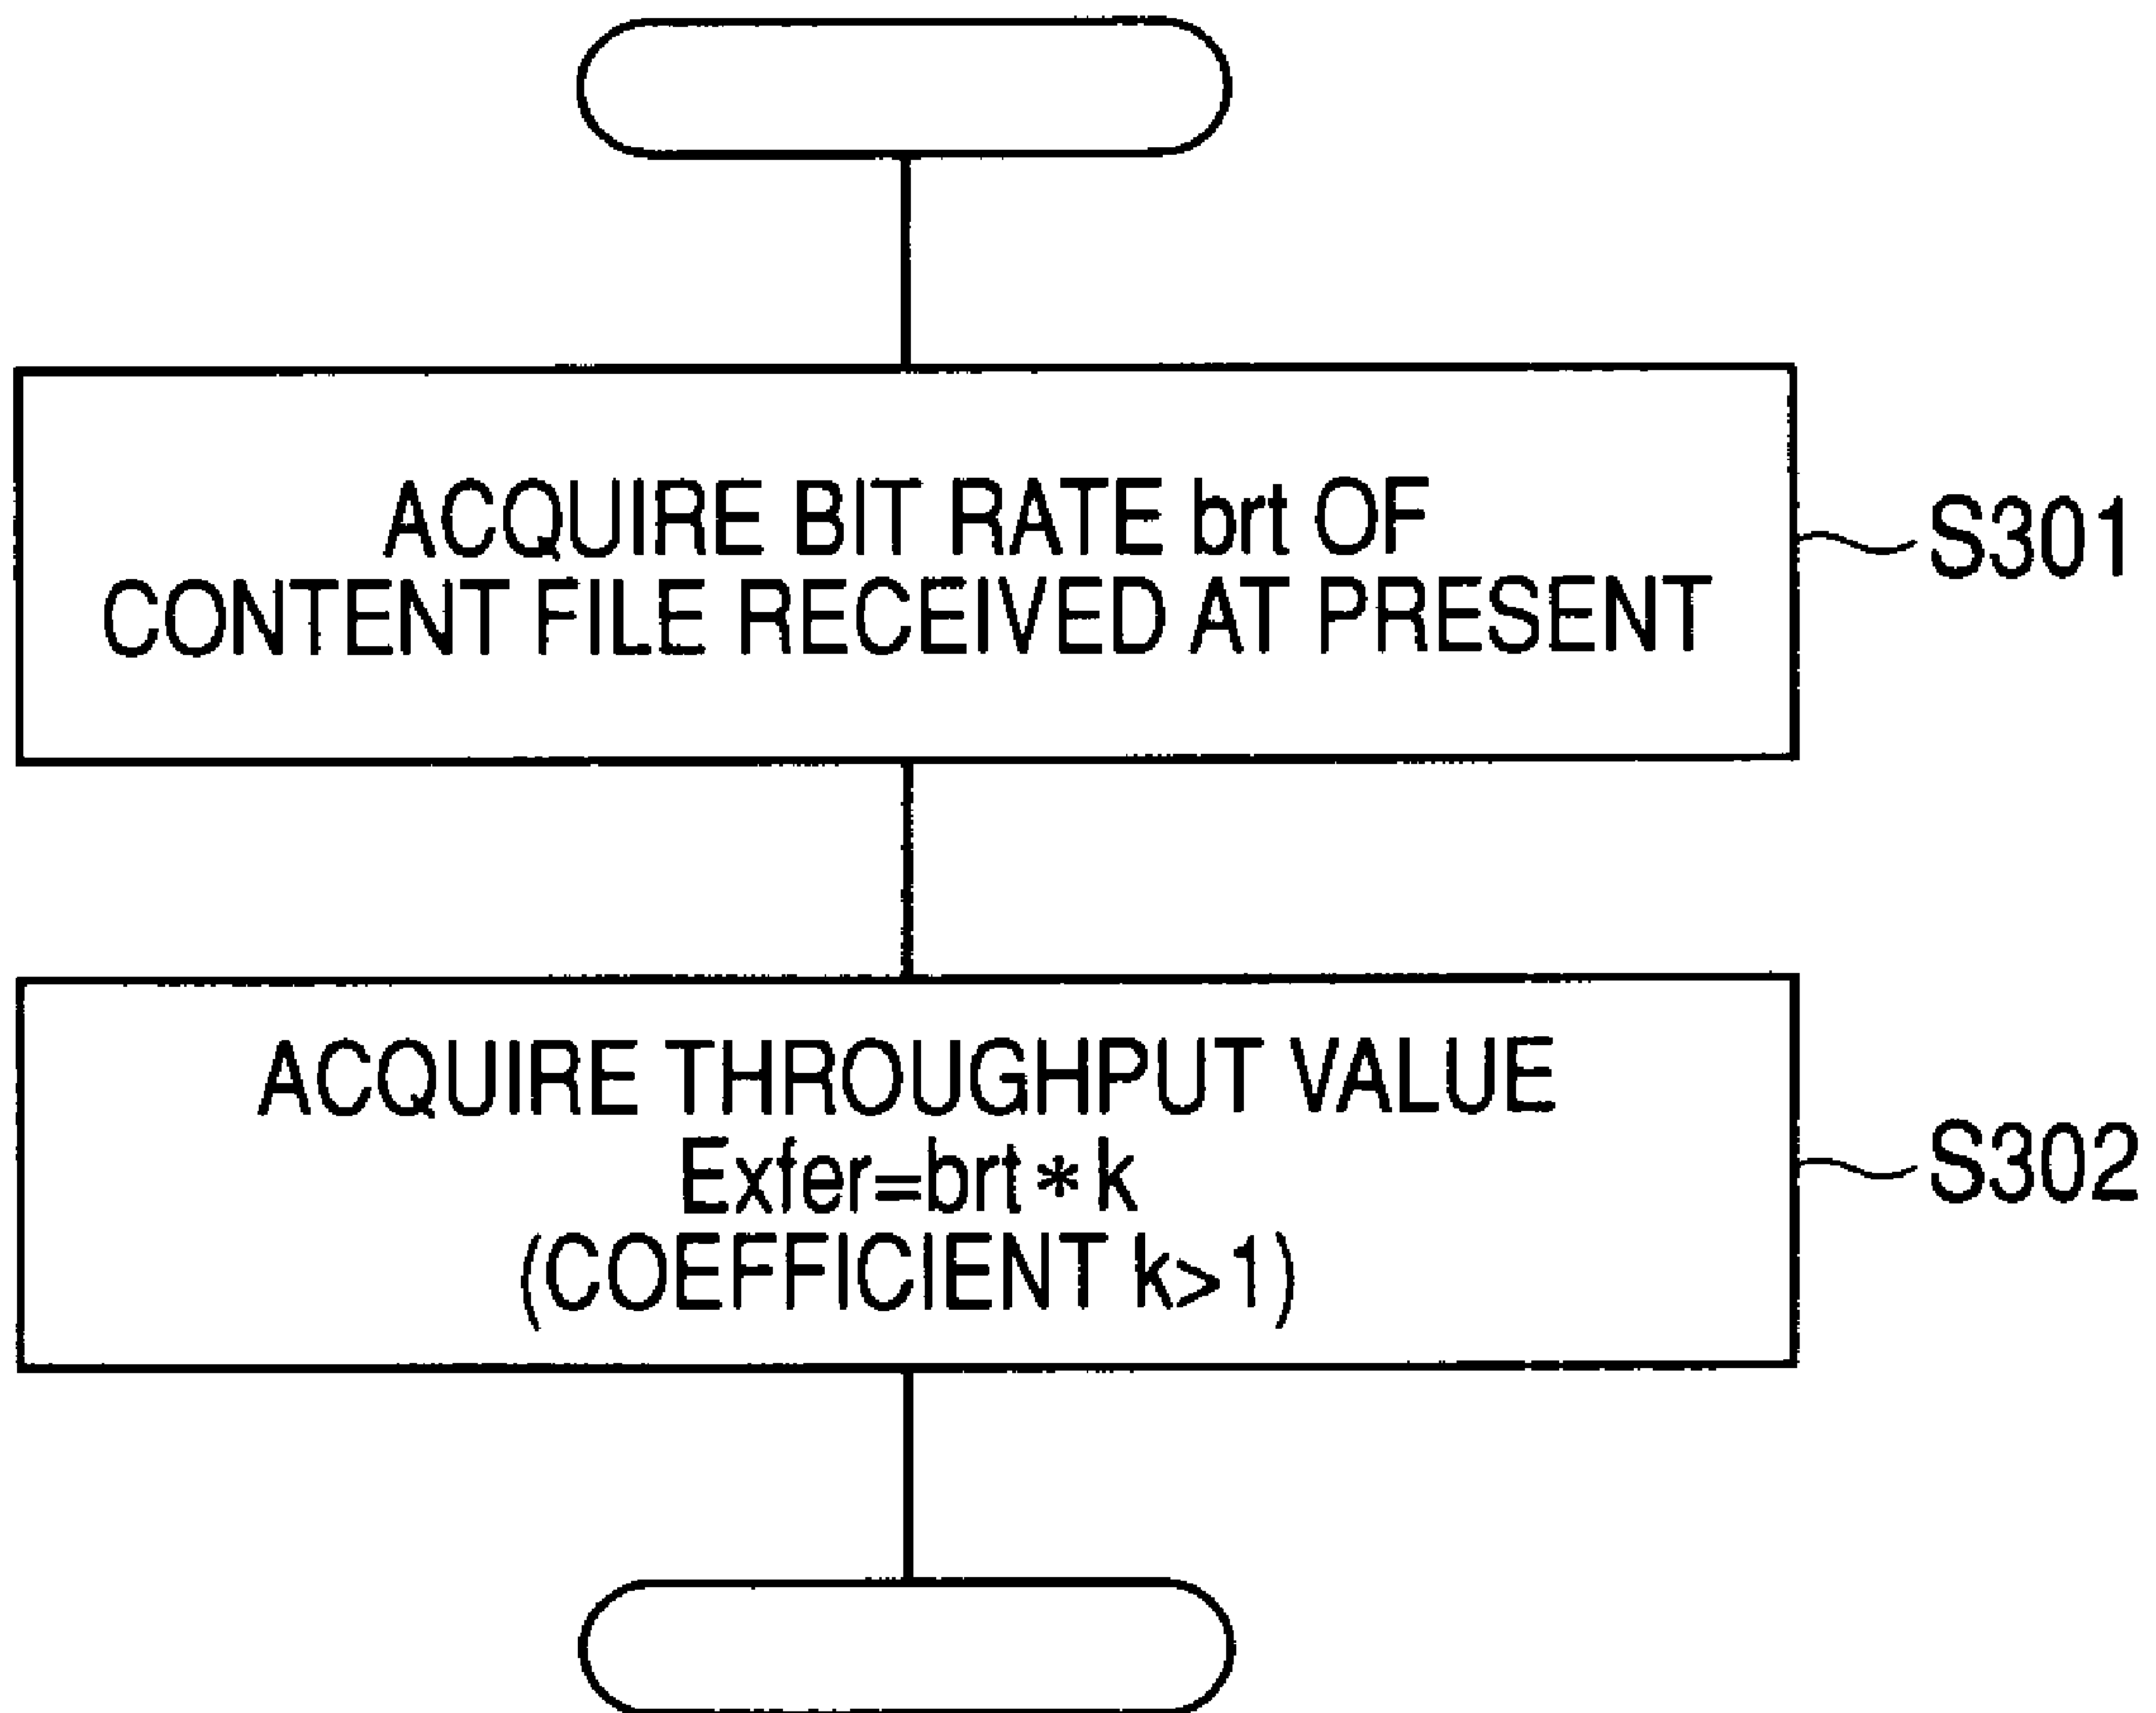 ACQUIRE BIT RATE brt OF
CONTENT FILE RECEIVED AT PRESENT
S301
ACQUIRE THROUGHPUT VALUE
Exfer=brt*k
(COEFFICIENT k>1)
S302